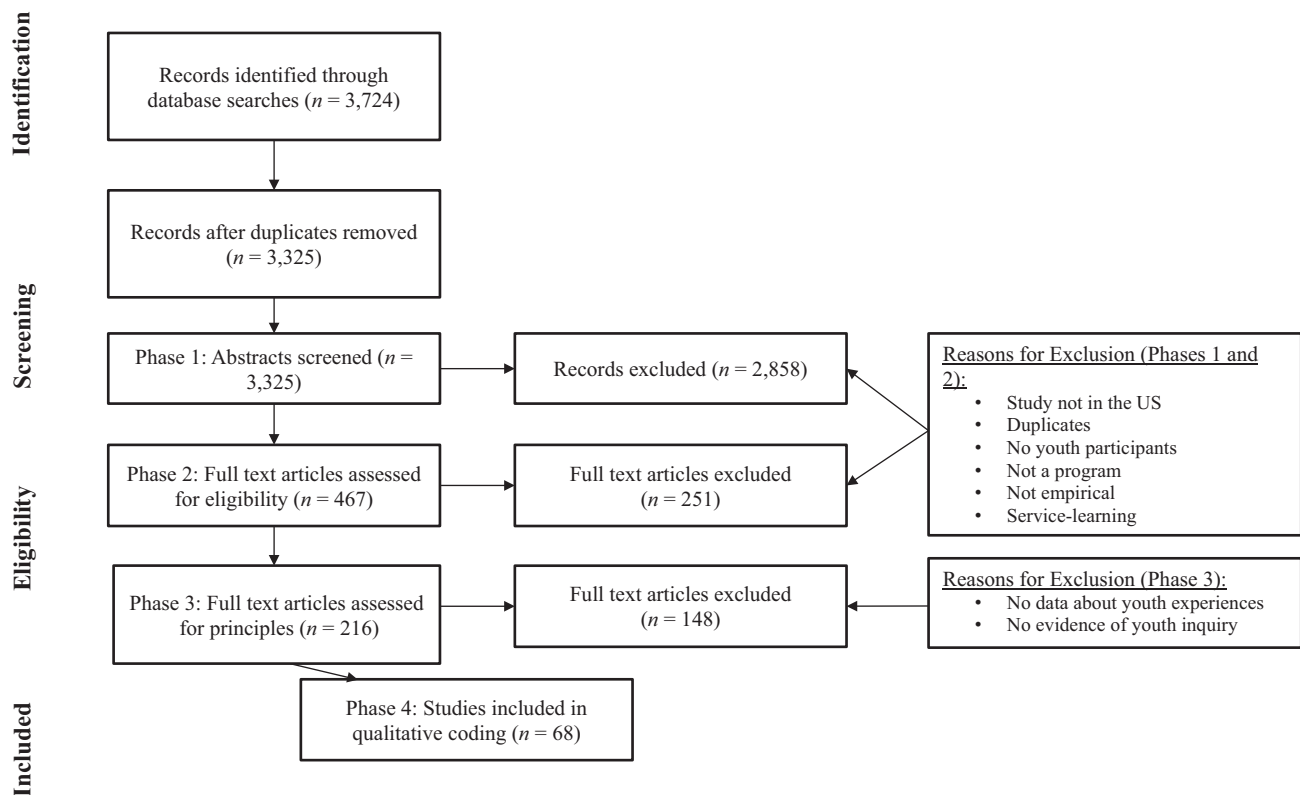 Identification
Records identified through
database searches (n = 3,724)
Records after duplicates removed
(n = 3,325)
Screening
Phase 1: Abstracts screened (n =
3,325)
Records excluded (n = 2,858)
Reasons for Exclusion (Phases 1 and
2):
• Study not in the US
• Duplicates
• No youth participants
• Not a program
• Not empirical
• Service-learning
Eligibility
Phase 2: Full text articles assessed
for eligibility (n = 467)
Full text articles excluded
(n = 251)
Phase 3: Full text articles assessed
for principles (n = 216)
Full text articles excluded
(n = 148)
Reasons for Exclusion (Phase 3):
• No data about youth experiences
• No evidence of youth inquiry
Included
Phase 4: Studies included in
qualitative coding (n = 68)